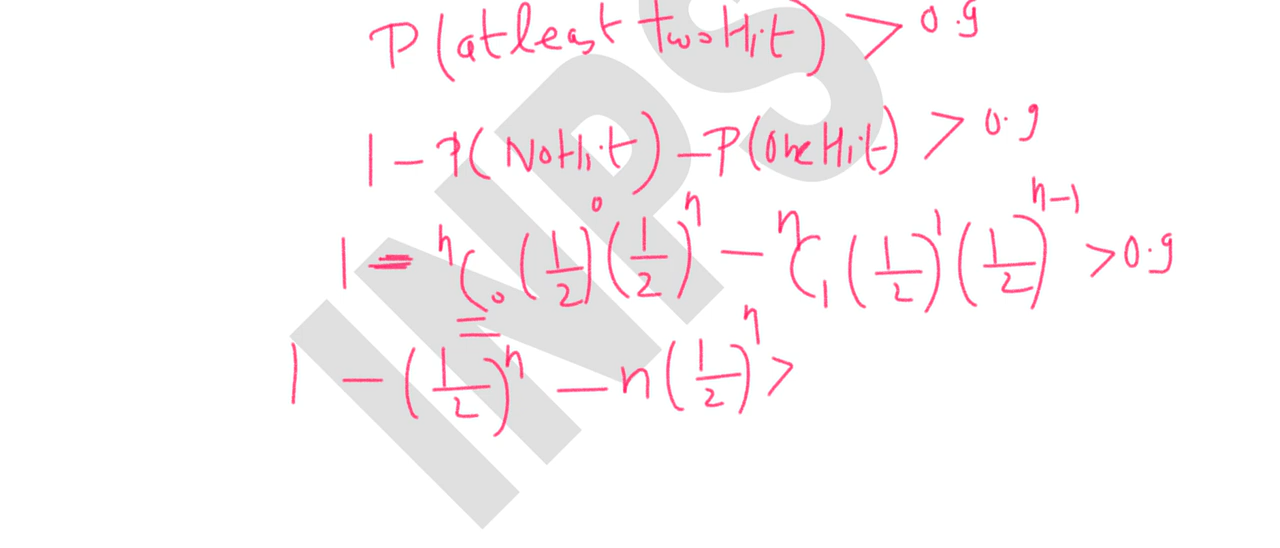 P(atleast two Hit) > 0.9
1 - P(No Hit) - P(One Hit) > 0.9
1 - ⁿC₀ (1/2)⁰ (1/2)ⁿ - ⁿC₁ (1/2)¹ (1/2)ⁿ⁻¹ > 0.9
1 - (1/2)ⁿ - n(1/2)ⁿ >
INPS